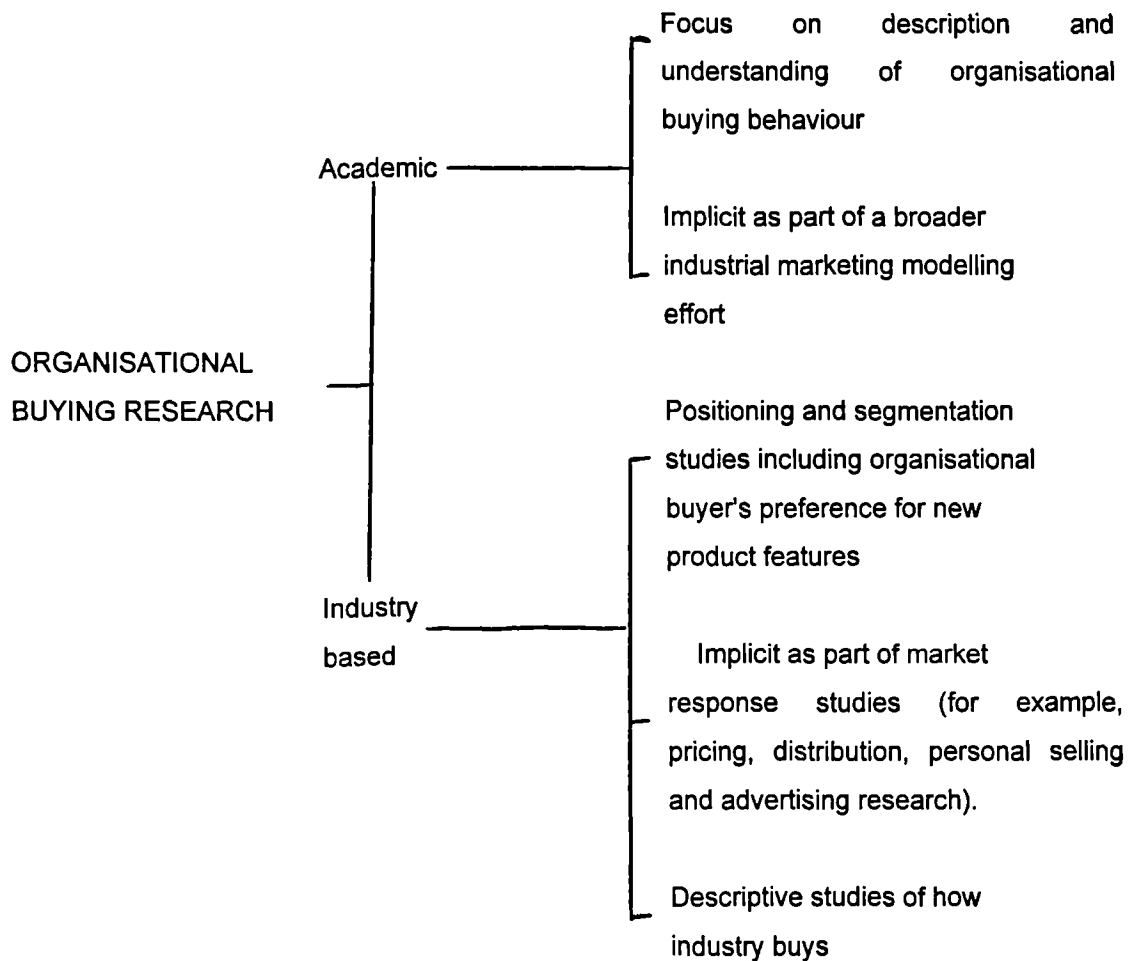 ORGANISATIONAL
BUYING RESEARCH
Academic
Focus on description and
understanding of organisational
buying behaviour
Implicit as part of a broader
industrial marketing modelling
effort
Industry
based
Positioning and segmentation
studies including organisational
buyer's preference for new
product features
Implicit as part of market
response studies (for example,
pricing, distribution, personal selling
and advertising research).
Descriptive studies of how
industry buys